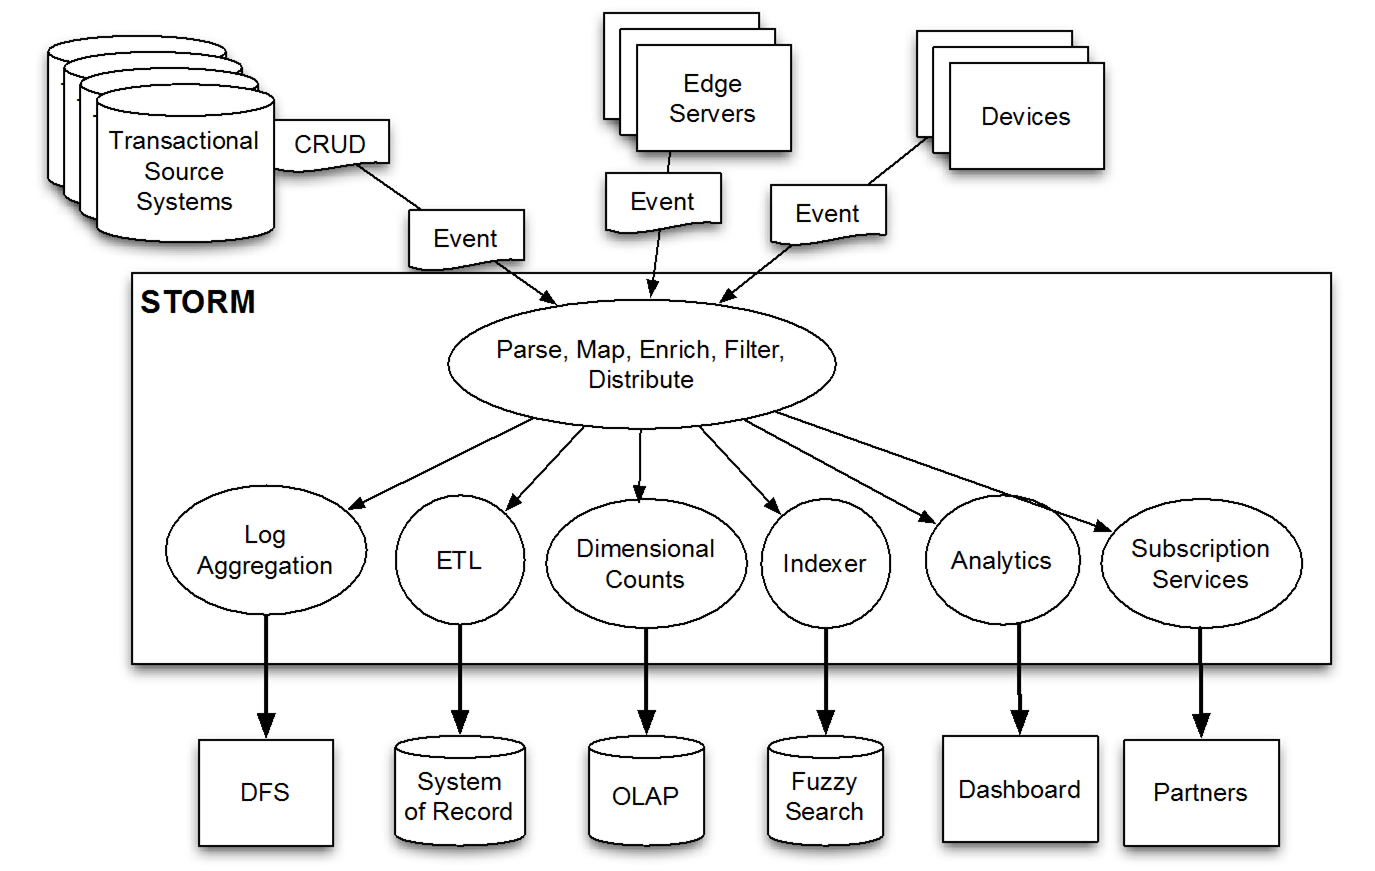 Edge
Servers
Devices
Transactional
Source
Systems
CRUD
Event
Event
Event
STORM
Parse, Map, Enrich, Filter,
Distribute
Log
Aggregation
ETL
Dimensional
Counts
Indexer
Analytics
Subscription
Services
DFS
System
of Record
OLAP
Fuzzy
Search
Dashboard
Partners